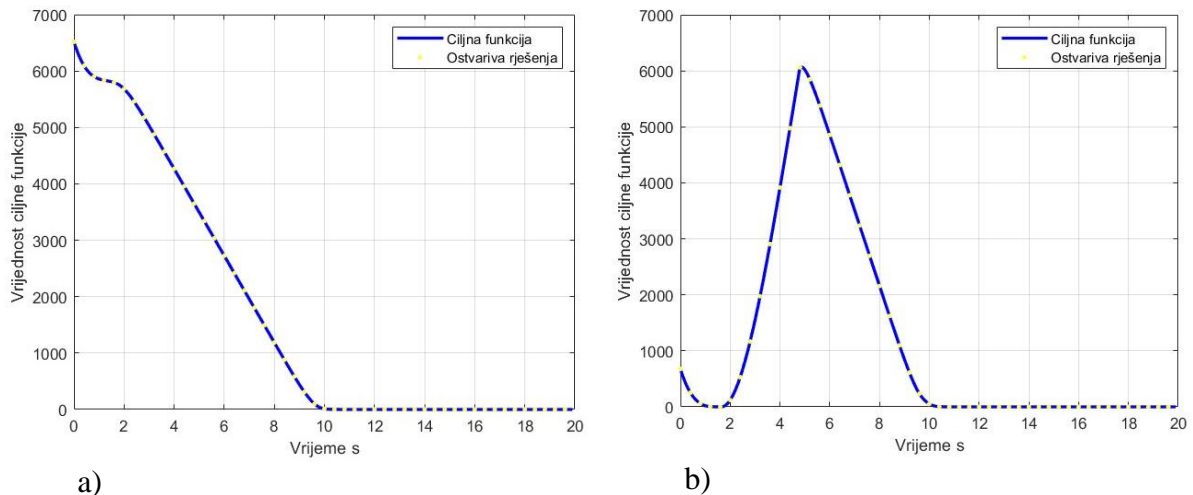 7000
6000
5000
4000
3000
2000
1000
0
0 2 4 6 8 10 12 14 16 18 20
Vrijednost ciljne funkcije
Vrijeme s
Ciljna funkcija
Ostvariva rješenja
a)
7000
6000
5000
4000
3000
2000
1000
0
0 2 4 6 8 10 12 14 16 18 20
Vrijednost ciljne funkcije
Vrijeme s
Ciljna funkcija
Ostvariva rješenja
b)